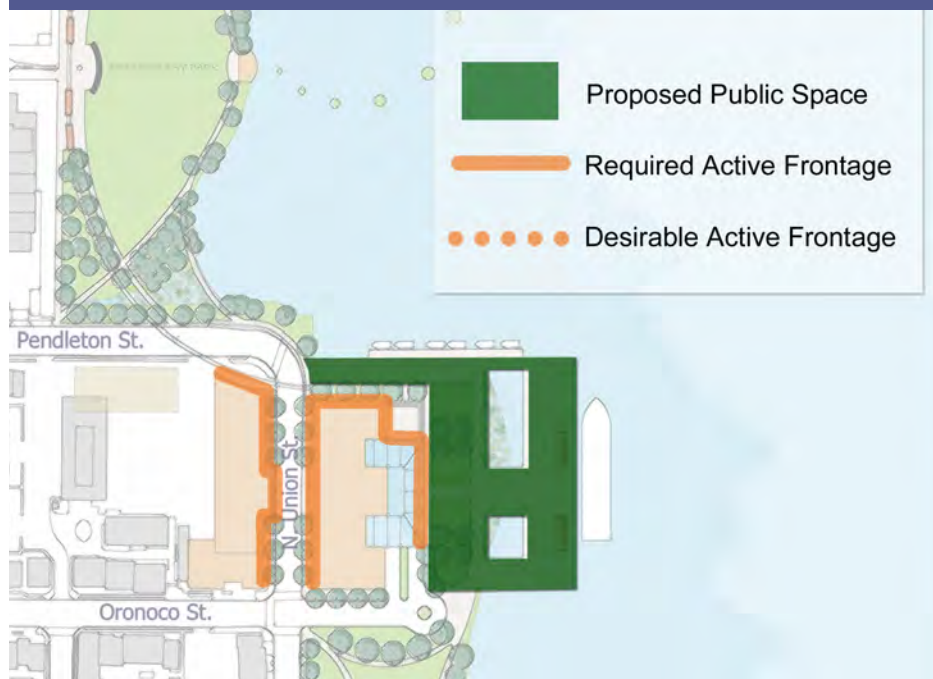 Proposed Public Space
Required Active Frontage
Desirable Active Frontage
Pendleton St.
N. Union St.
Oronoco St.